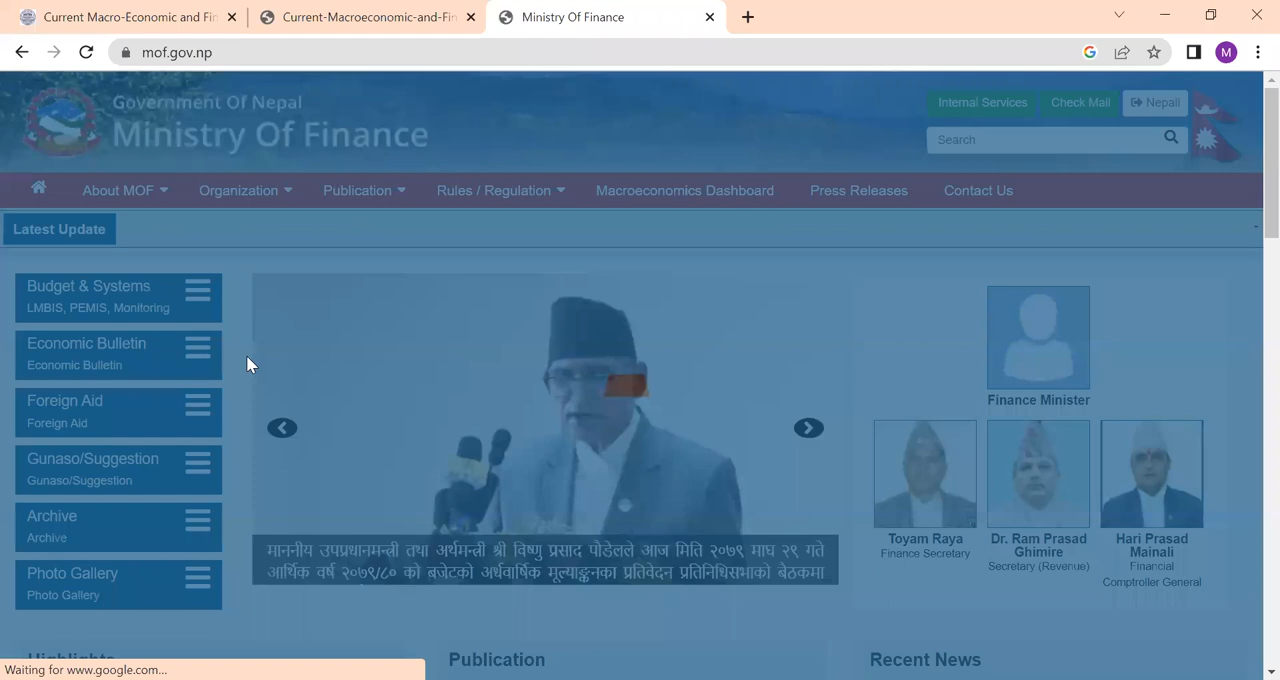 Current Macro-Economic and Fin
Current-Macroeconomic-and-Fin
Ministry Of Finance
mof.gov.np
M
Government Of Nepal
Ministry Of Finance
Internal Services
Check Mail
Nepali
Search
About MOF
Organization
Publication
Rules / Regulation
Macroeconomics Dashboard
Press Releases
Contact Us
Latest Update
Budget & Systems
LMBIS, PEMIS, Monitoring
Economic Bulletin
Economic Bulletin
Foreign Aid
Foreign Aid
Gunaso/Suggestion
Gunaso/Suggestion
Archive
Archive
Photo Gallery
Photo Gallery
माननीय उपप्रधानमन्त्री तथा अर्थमन्त्री श्री विष्णु प्रसाद पौडेलले आज मिति २०७९ माघ २९ गते
आर्थिक वर्ष २०७९/८० को बजेटको अर्धवार्षिक मूल्याङ्कनका प्रतिवेदन प्रतिनिधिसभाको बेठकमा
Finance Minister
Toyam Raya
Finance Secretary
Dr. Ram Prasad
Ghimire
Secretary (Revenue)
Hari Prasad
Mainali
Financial
Comptroller General
Highlights
Publication
Recent News
Waiting for www.google.com...